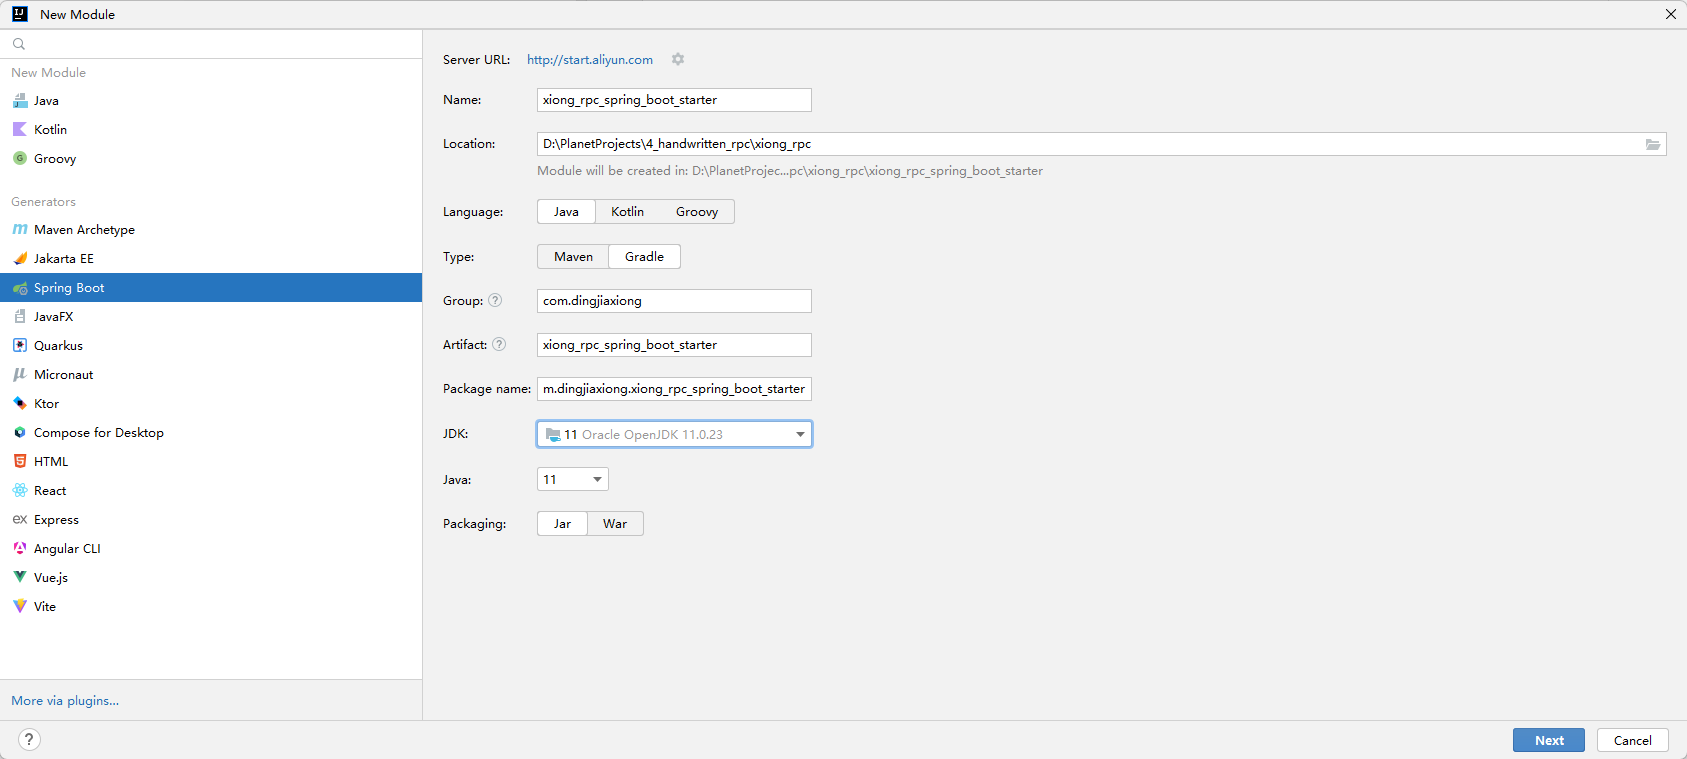 New Module
New Module
Java
Kotlin
Groovy
Generators
Maven Archetype
Jakarta EE
Spring Boot
JavaFX
Quarkus
Micronaut
Ktor
Compose for Desktop
HTML
React
Express
Angular CLI
Vue.js
Vite
More via plugins...
Server URL: http://start.aliyun.com
Name: xiong_rpc_spring_boot_starter
Location: D:\PlanetProjects\4_handwritten_rpc\xiong_rpc
Module will be created in: D:\PlanetProjec...pc\xiong_rpc\xiong_rpc_spring_boot_starter
Language: Java Kotlin Groovy
Type: Maven Gradle
Group: ? com.dingjiaxiong
Artifact: ? xiong_rpc_spring_boot_starter
Package name: m.dingjiaxiong.xiong_rpc_spring_boot_starter
JDK: 11 Oracle OpenJDK 11.0.23
Java: 11
Packaging: Jar War
? Next Cancel